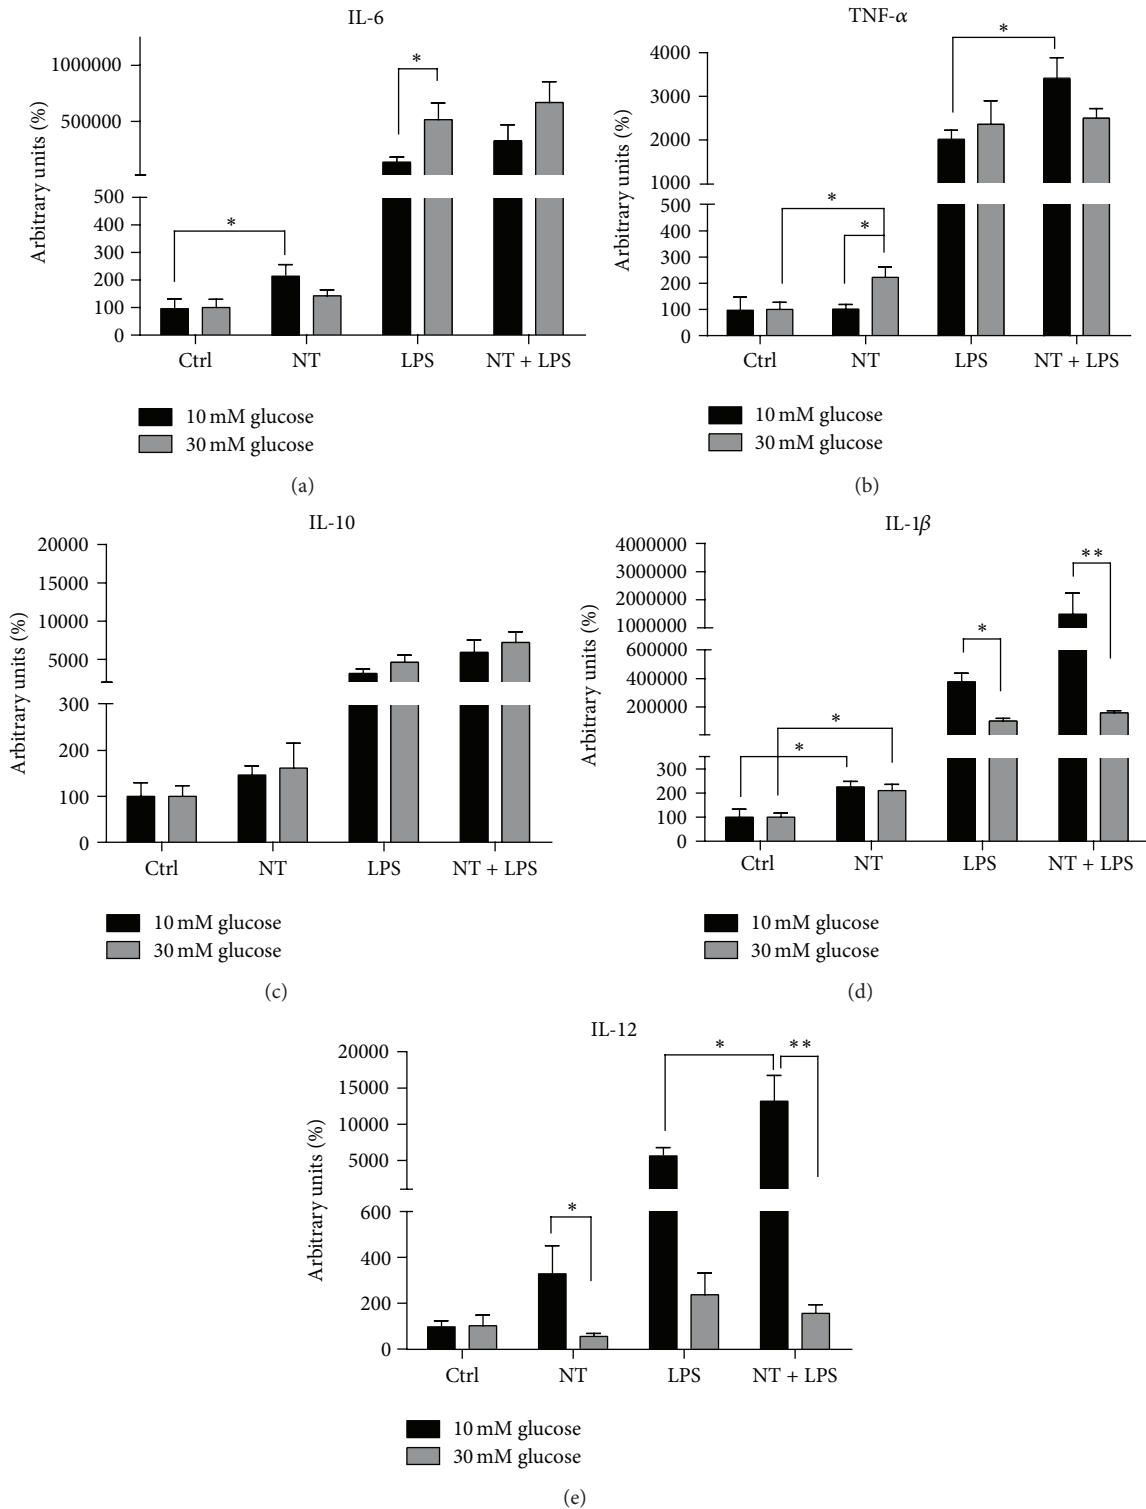 IL-6
Arbitrary units (%)
1000000
500000
500
400
300
200
100
0
*
*
Ctrl NT LPS NT + LPS
10 mM glucose
30 mM glucose
(a)
TNF-α
Arbitrary units (%)
4000
3000
2000
1000
500
400
300
200
100
0
*
*
*
Ctrl NT LPS NT + LPS
10 mM glucose
30 mM glucose
(b)
IL-10
Arbitrary units (%)
20000
15000
10000
5000
300
200
100
0
Ctrl NT LPS NT + LPS
10 mM glucose
30 mM glucose
(c)
IL-1β
Arbitrary units (%)
4000000
3000000
2000000
1000000
600000
400000
200000
300
200
100
0
**
*
*
*
Ctrl NT LPS NT + LPS
10 mM glucose
30 mM glucose
(d)
IL-12
Arbitrary units (%)
20000
15000
10000
5000
600
400
200
0
* **
*
Ctrl NT LPS NT + LPS
10 mM glucose
30 mM glucose
(e)